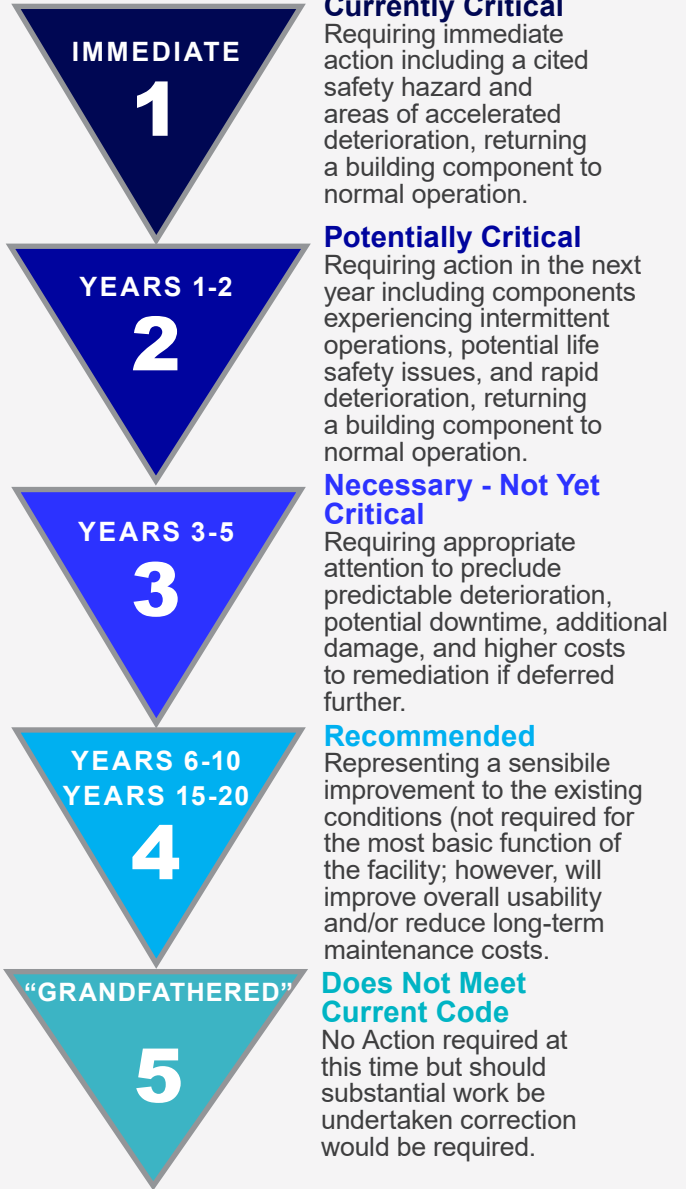 IMMEDIATE
1
Currently Critical
Requiring immediate
action including a cited
safety hazard and
areas of accelerated
deterioration, returning
a building component to
normal operation.
YEARS 1-2
2
Potentially Critical
Requiring action in the next
year including components
experiencing intermittent
operations, potential life
safety issues, and rapid
deterioration, returning
a building component to
normal operation.
YEARS 3-5
3
Necessary - Not Yet
Critical
Requiring appropriate
attention to preclude
predictable deterioration,
potential downtime, additional
damage, and higher costs
to remediation if deferred
further.
YEARS 6-10
YEARS 15-20
4
Recommended
Representing a sensibile
improvement to the existing
conditions (not required for
the most basic function of
the facility; however, will
improve overall usability
and/or reduce long-term
maintenance costs.
“GRANDFATHERED”
5
Does Not Meet
Current Code
No Action required at
this time but should
substantial work be
undertaken correction
would be required.